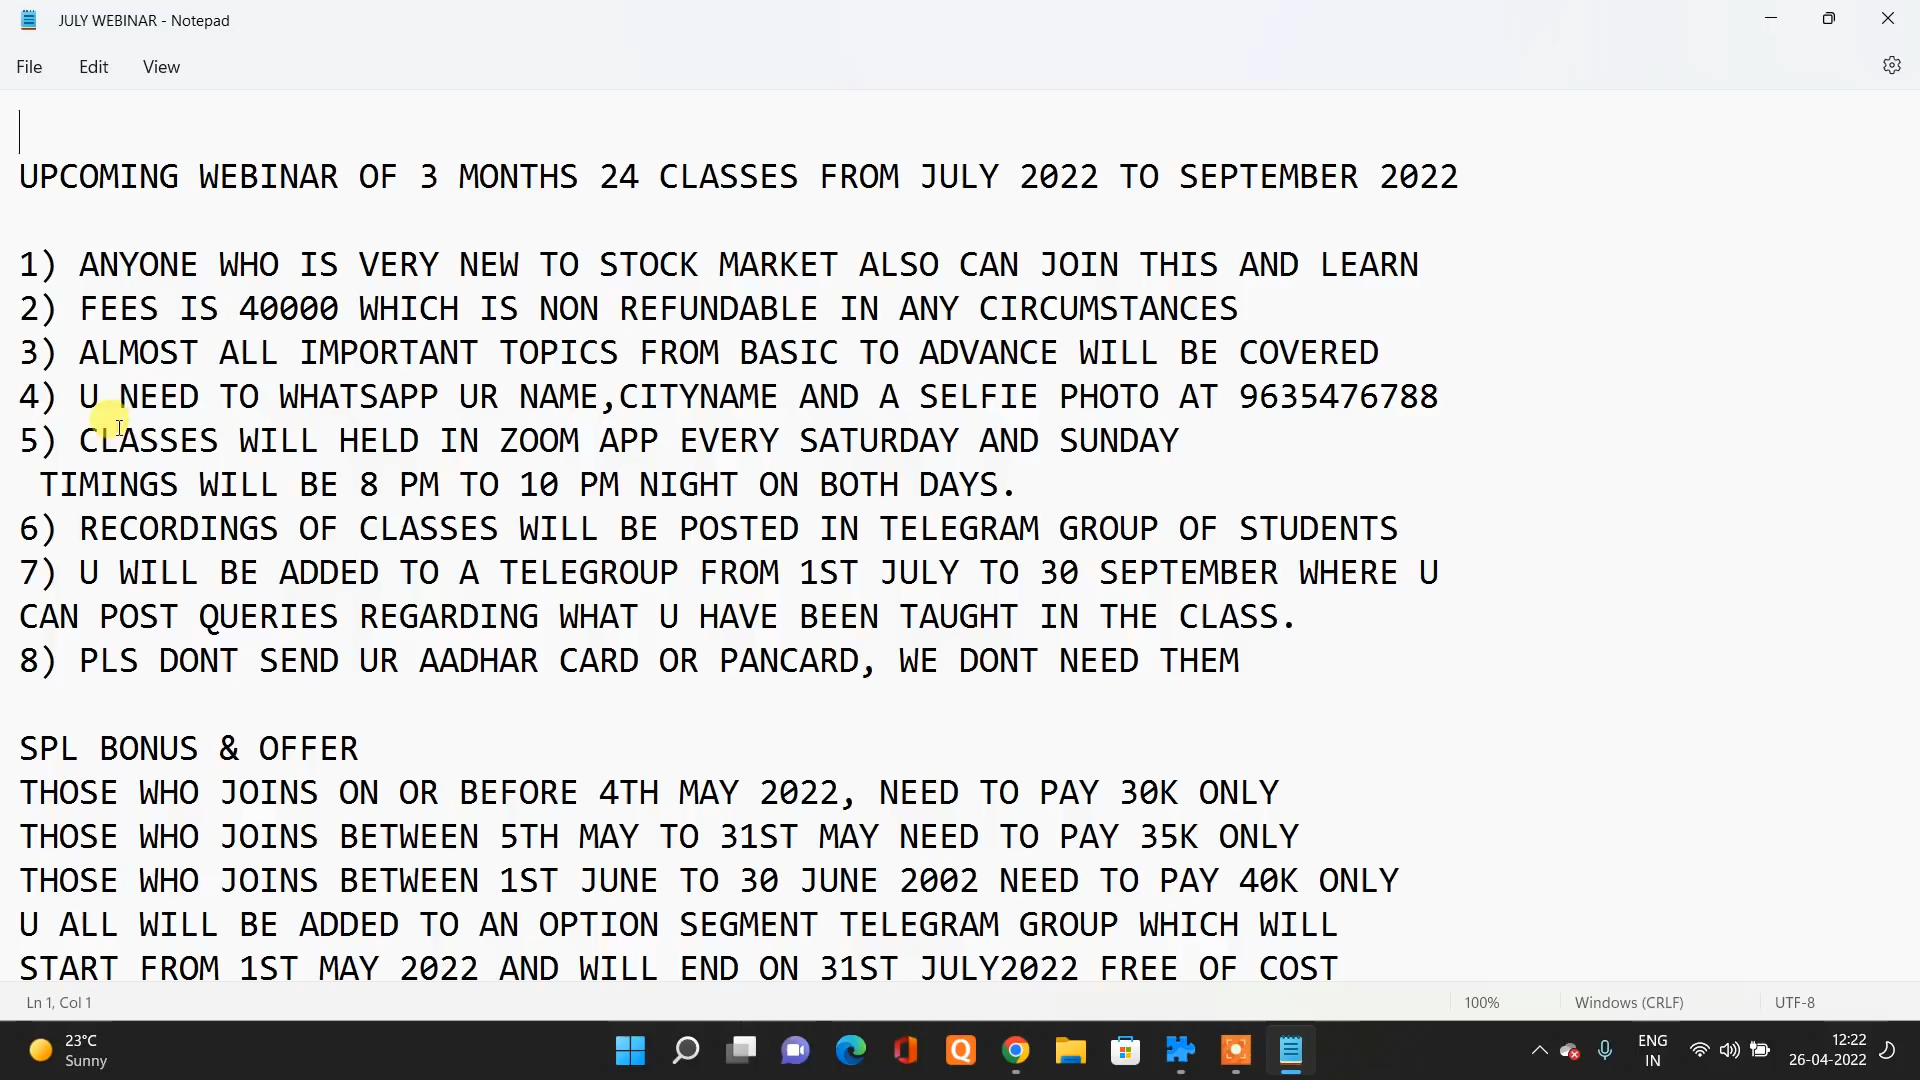 JULY WEBINAR - Notepad
File Edit View
UPCOMING WEBINAR OF 3 MONTHS 24 CLASSES FROM JULY 2022 TO SEPTEMBER 2022
1) ANYONE WHO IS VERY NEW TO STOCK MARKET ALSO CAN JOIN THIS AND LEARN
2) FEES IS 40000 WHICH IS NON REFUNDABLE IN ANY CIRCUMSTANCES
3) ALMOST ALL IMPORTANT TOPICS FROM BASIC TO ADVANCE WILL BE COVERED
4) U NEED TO WHATSAPP UR NAME,CITYNAME AND A SELFIE PHOTO AT 9635476788
5) CLASSES WILL HELD IN ZOOM APP EVERY SATURDAY AND SUNDAY
TIMINGS WILL BE 8 PM TO 10 PM NIGHT ON BOTH DAYS.
6) RECORDINGS OF CLASSES WILL BE POSTED IN TELEGRAM GROUP OF STUDENTS
7) U WILL BE ADDED TO A TELEGROUP FROM 1ST JULY TO 30 SEPTEMBER WHERE U
CAN POST QUERIES REGARDING WHAT U HAVE BEEN TAUGHT IN THE CLASS.
8) PLS DONT SEND UR AADHAR CARD OR PANCARD, WE DONT NEED THEM
SPL BONUS & OFFER
THOSE WHO JOINS ON OR BEFORE 4TH MAY 2022, NEED TO PAY 30K ONLY
THOSE WHO JOINS BETWEEN 5TH MAY TO 31ST MAY NEED TO PAY 35K ONLY
THOSE WHO JOINS BETWEEN 1ST JUNE TO 30 JUNE 2002 NEED TO PAY 40K ONLY
U ALL WILL BE ADDED TO AN OPTION SEGMENT TELEGRAM GROUP WHICH WILL
START FROM 1ST MAY 2022 AND WILL END ON 31ST JULY2022 FREE OF COST
Ln 1, Col 1 100% Windows (CRLF) UTF-8
23°C
Sunny
ENG
IN
12:22
26-04-2022